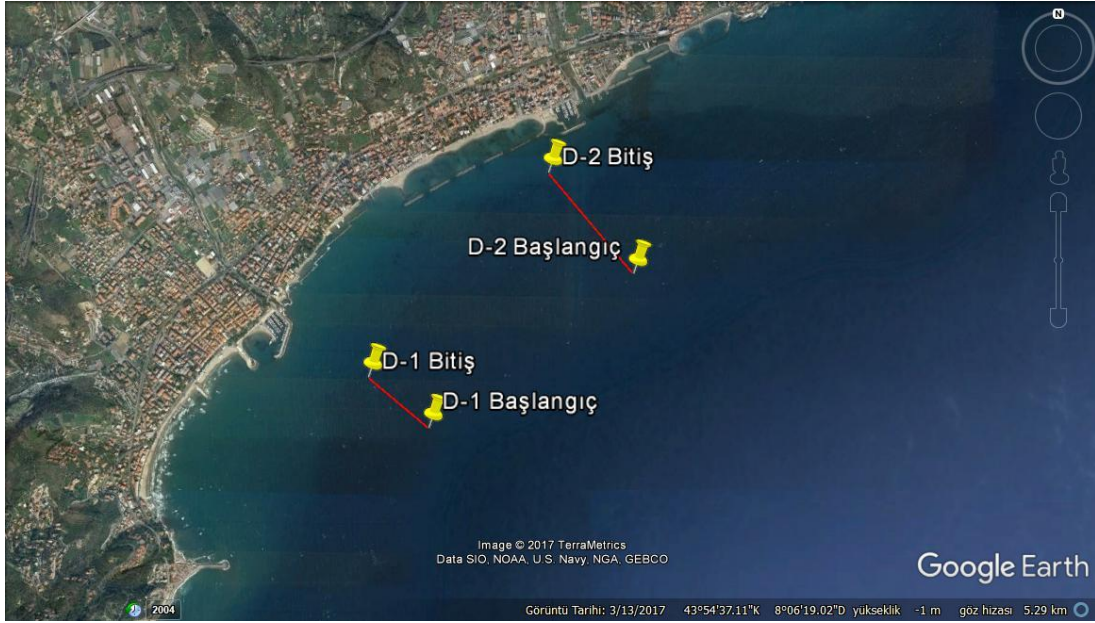 N
D-2 Bitiş
D-2 Başlangıç
D-1 Bitiş
D-1 Başlangıç
Image © 2017 TerraMetrics
Data SIO, NOAA, U.S. Navy, NGA, GEBCO
Google Earth
2004
Görüntü Tarihi: 3/13/2017 43°54'37.11"K 8°06'19.02"D yükseklik -1 m göz hizası 5.29 km